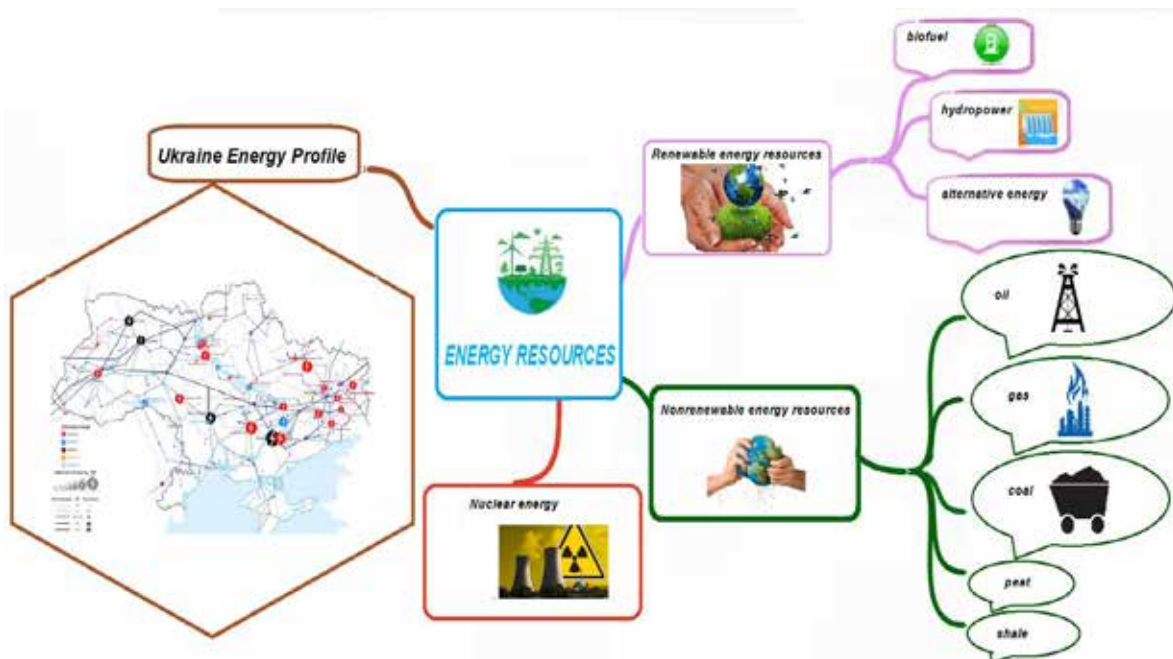 Ukraine Energy Profile
ENERGY RESOURCES
Renewable energy resources
biofuel
hydropower
alternative energy
Nonrenewable energy resources
oil
gas
coal
peat
shale
Nuclear energy